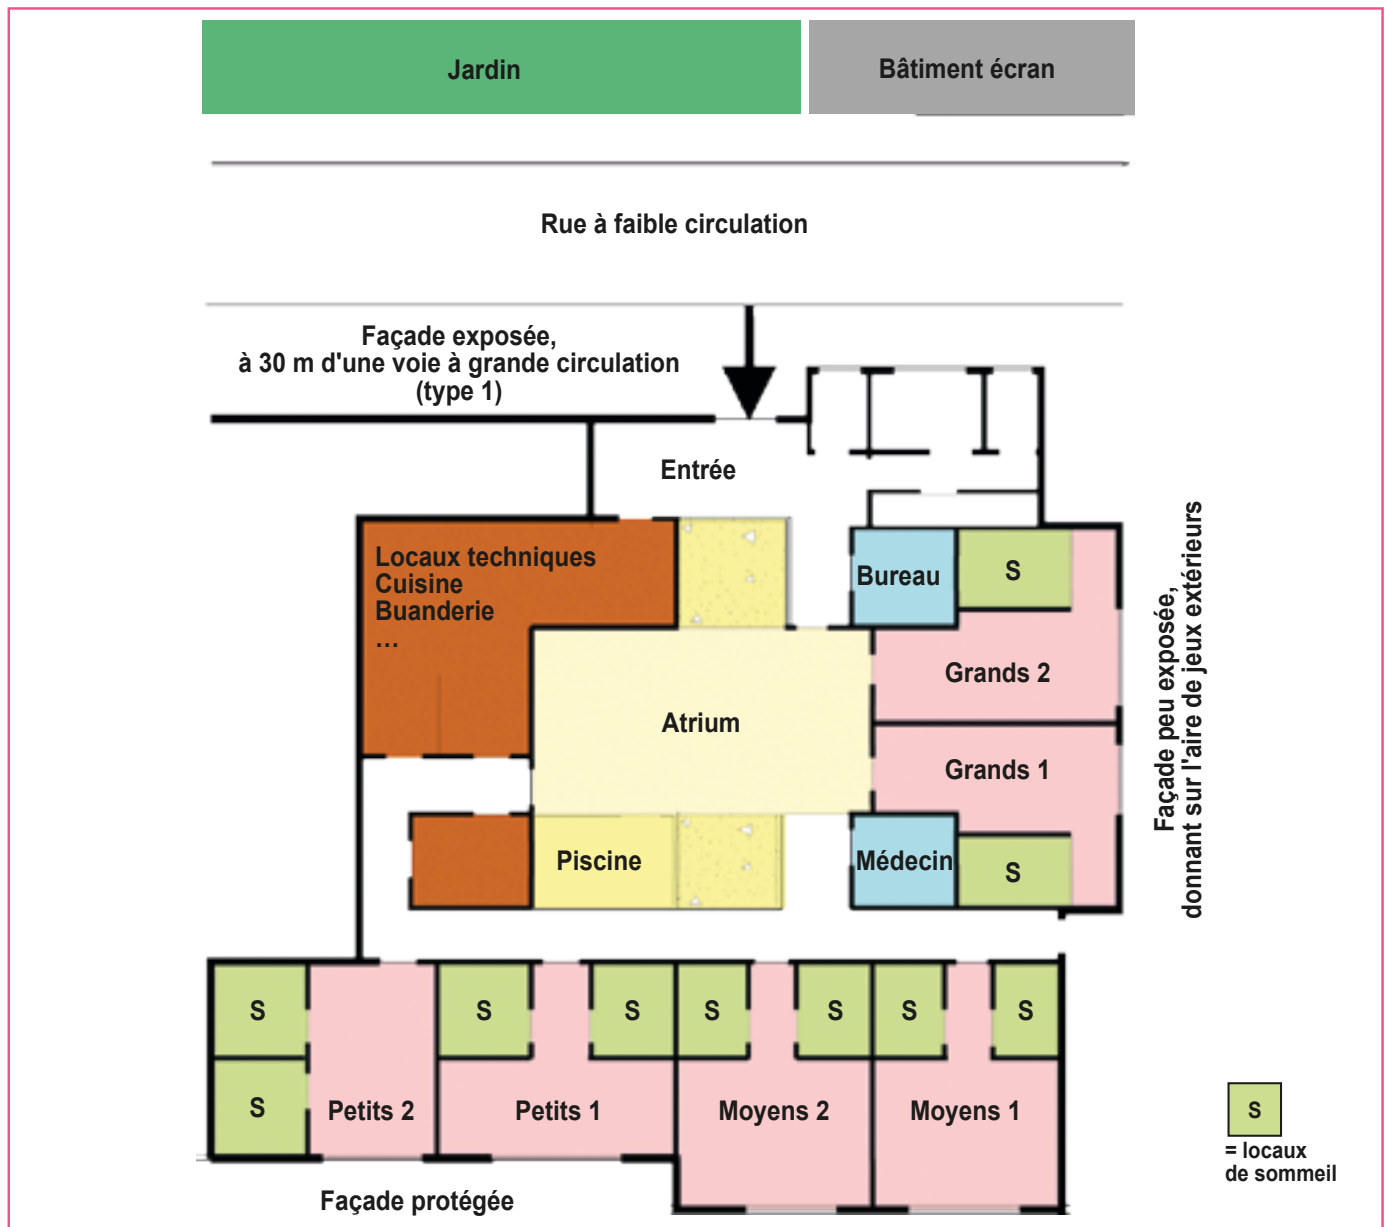 Jardin
Bâtiment écran
Rue à faible circulation
Façade exposée,
à 30 m d'une voie à grande circulation
(type 1)
Entrée
Locaux techniques
Cuisine
Buanderie
...
Bureau
S
Grands 2
Atrium
Grands 1
Piscine
Médecin
S
Façade peu exposée,
donnant sur l'aire de jeux extérieurs
S
S
S
S
S
S
S
S
Petits 2
Petits 1
Moyens 2
Moyens 1
Façade protégée
S
= locaux
de sommeil